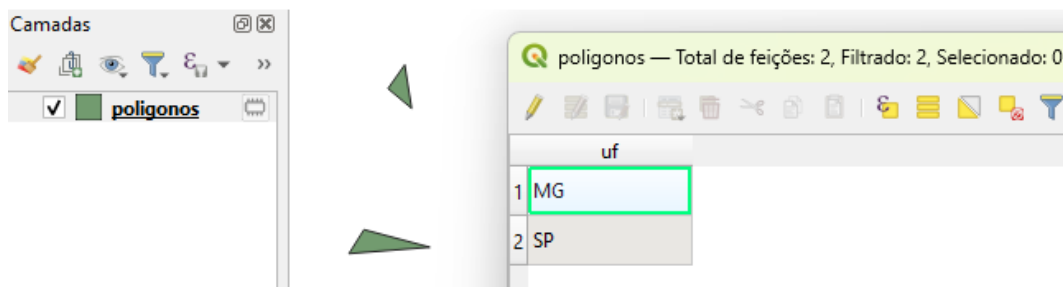 Camadas
poligonos
poligonos — Total de feições: 2, Filtrado: 2, Selecionado: 0
uf
1 MG
2 SP